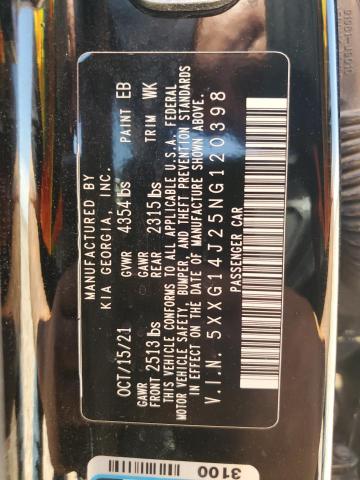 MANUFACTURED BY
KIA GEORGIA, INC.
OCT/15/21 GVWR 4354 lbs PAINT EB
GAWR FRONT 2513 lbs GAWR REAR 2315 lbs TRIM WK
THIS VEHICLE CONFORMS TO ALL APPLICABLE U.S.A. FEDERAL
MOTOR VEHICLE SAFETY, BUMPER, AND THEFT PREVENTION STANDARDS
IN EFFECT ON THE DATE OF MANUFACTURE SHOWN ABOVE.
V.I.N. 5XXG14J25NG120398
PASSENGER CAR
3100